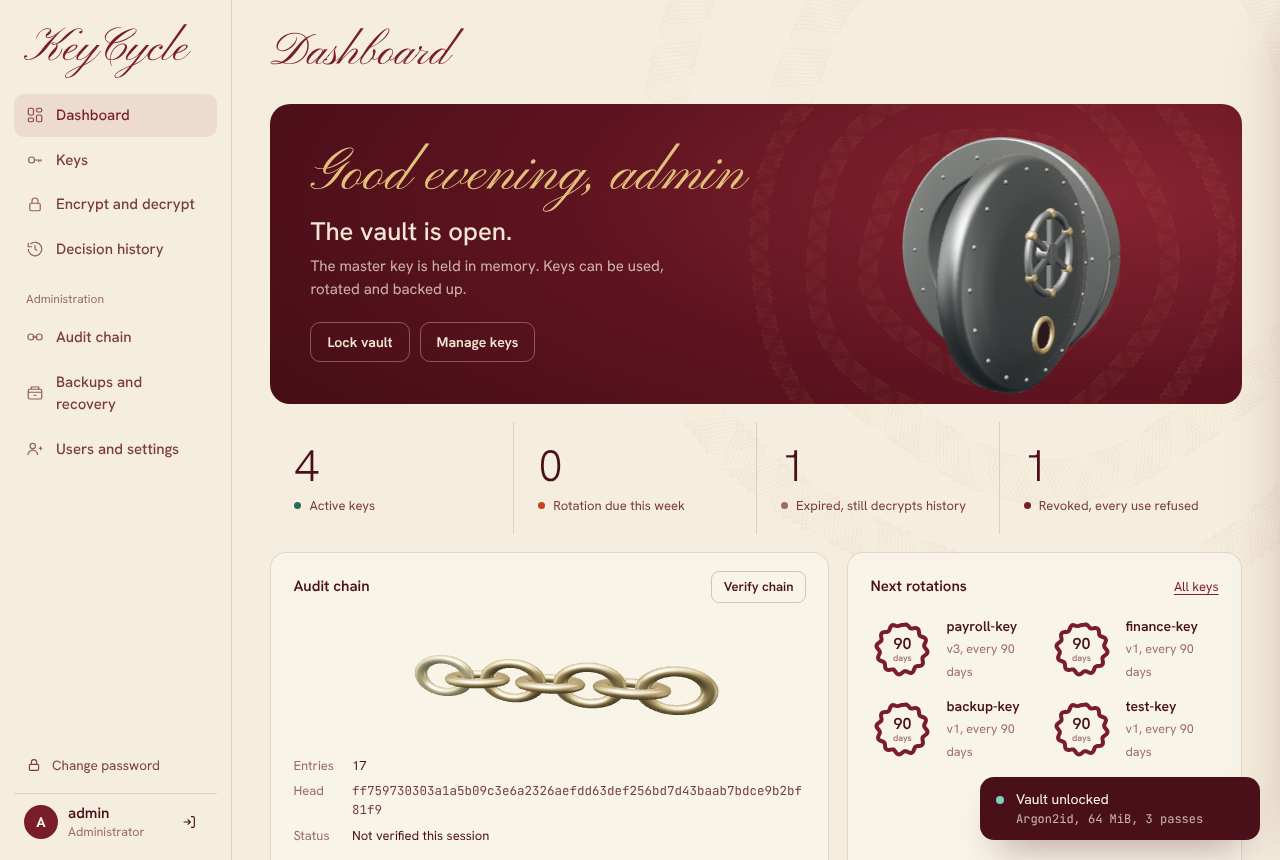 KeyCycle
Dashboard
Keys
Encrypt and decrypt
Decision history
Administration
Audit chain
Backups and
recovery
Users and settings
Change password
A
admin
Administrator
Dashboard
Good evening, admin
The vault is open.
The master key is held in memory. Keys can be used,
rotated and backed up.
Lock vault
Manage keys
4
Active keys
0
Rotation due this week
1
Expired, still decrypts history
1
Revoked, every use refused
Audit chain
Verify chain
Entries 17
Head ff759730303a1a5b09c3e6a2326aefdd63def256bd7d43baab7bdce9b2bf
81f9
Status Not verified this session
Next rotations
All keys
90
days
payroll-key
v3, every 90
days
90
days
finance-key
v1, every 90
days
90
days
backup-key
v1, every 90
days
90
days
test-key
v1, every 90
days
Vault unlocked
Argon2id, 64 MiB, 3 passes